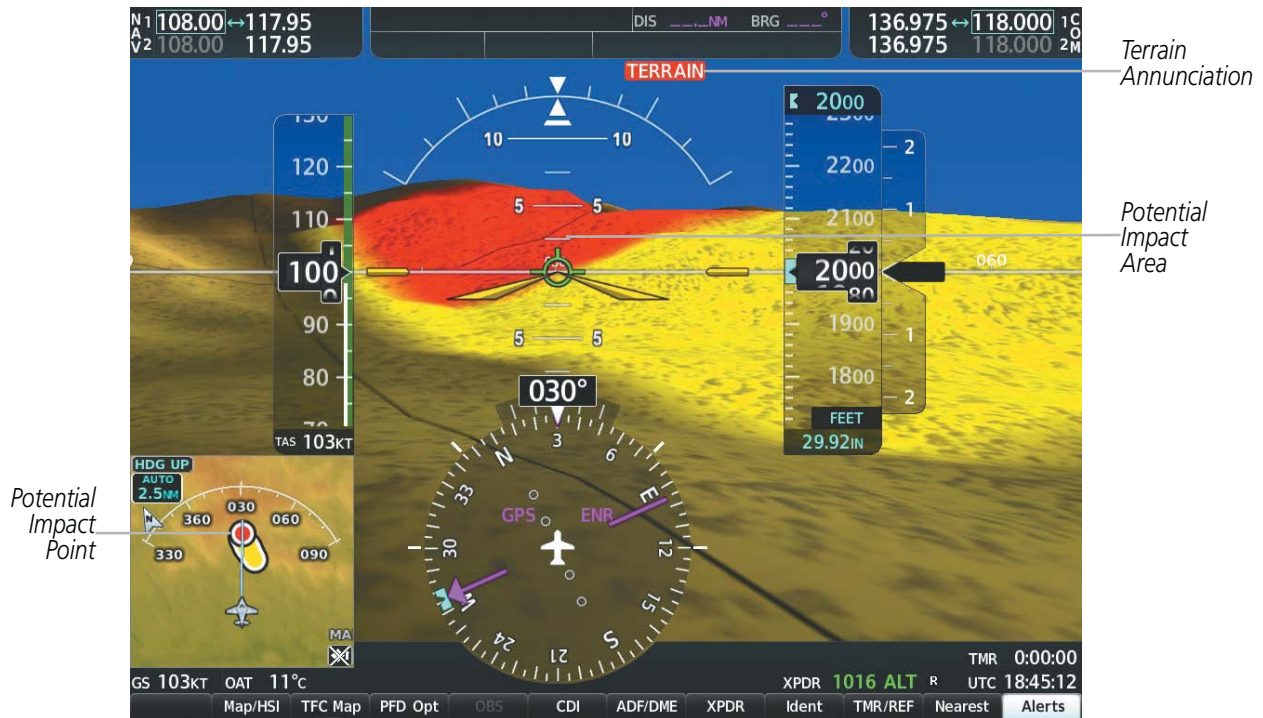 N 1 108.00 ↔ 117.95
A
V 2 108.00 117.95
DIS __._NM BRG ___°
136.975 ↔ 118.000 1 C
O
136.975 118.000 2 M
TERRAIN
Terrain
Annunciation
2000
10 10
120
110
100
90
80
TAS 103KT
5 5
5 5
2200
2100
20
2000
80
1900
1800
FEET
29.92IN
2
1
1
2
060
Potential
Impact
Area
030°
N 3 6 E 12 15 S 21 24 W 30 33
GPS ENR
HDG UP
AUTO
2.5NM
N
330 360 030 060 090
Potential
Impact
Point
TMR 0:00:00
GS 103KT OAT 11°C XPDR 1016 ALT R UTC 18:45:12
Map/HSI TFC Map PFD Opt OBS CDI ADF/DME XPDR Ident TMR/REF Nearest Alerts